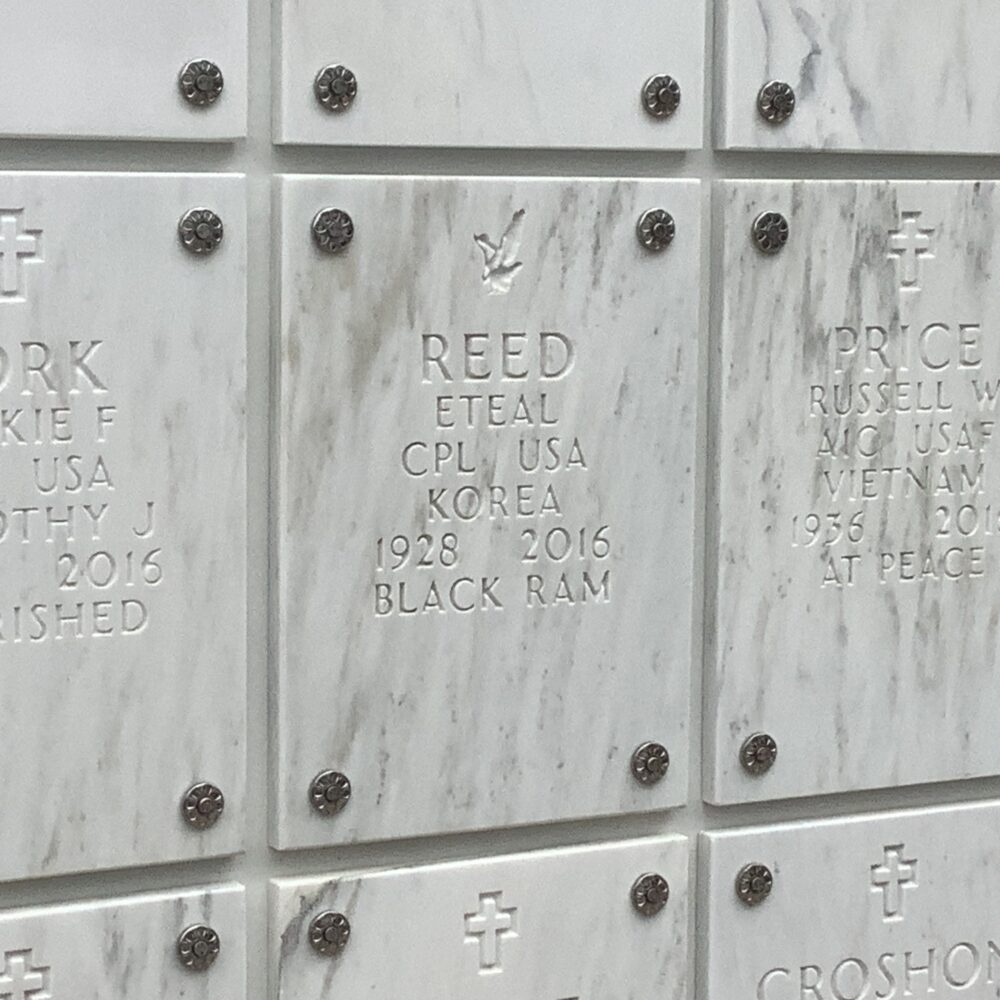 ORK
KIE F
USA
OTHY J
2016
RISHED
REED
ETEAL
CPL USA
KOREA
1928 2016
BLACK RAM
PRICE
RUSSELL W
A1C USAF
VIETNAM
1936 201
AT PEACE
CROSHON